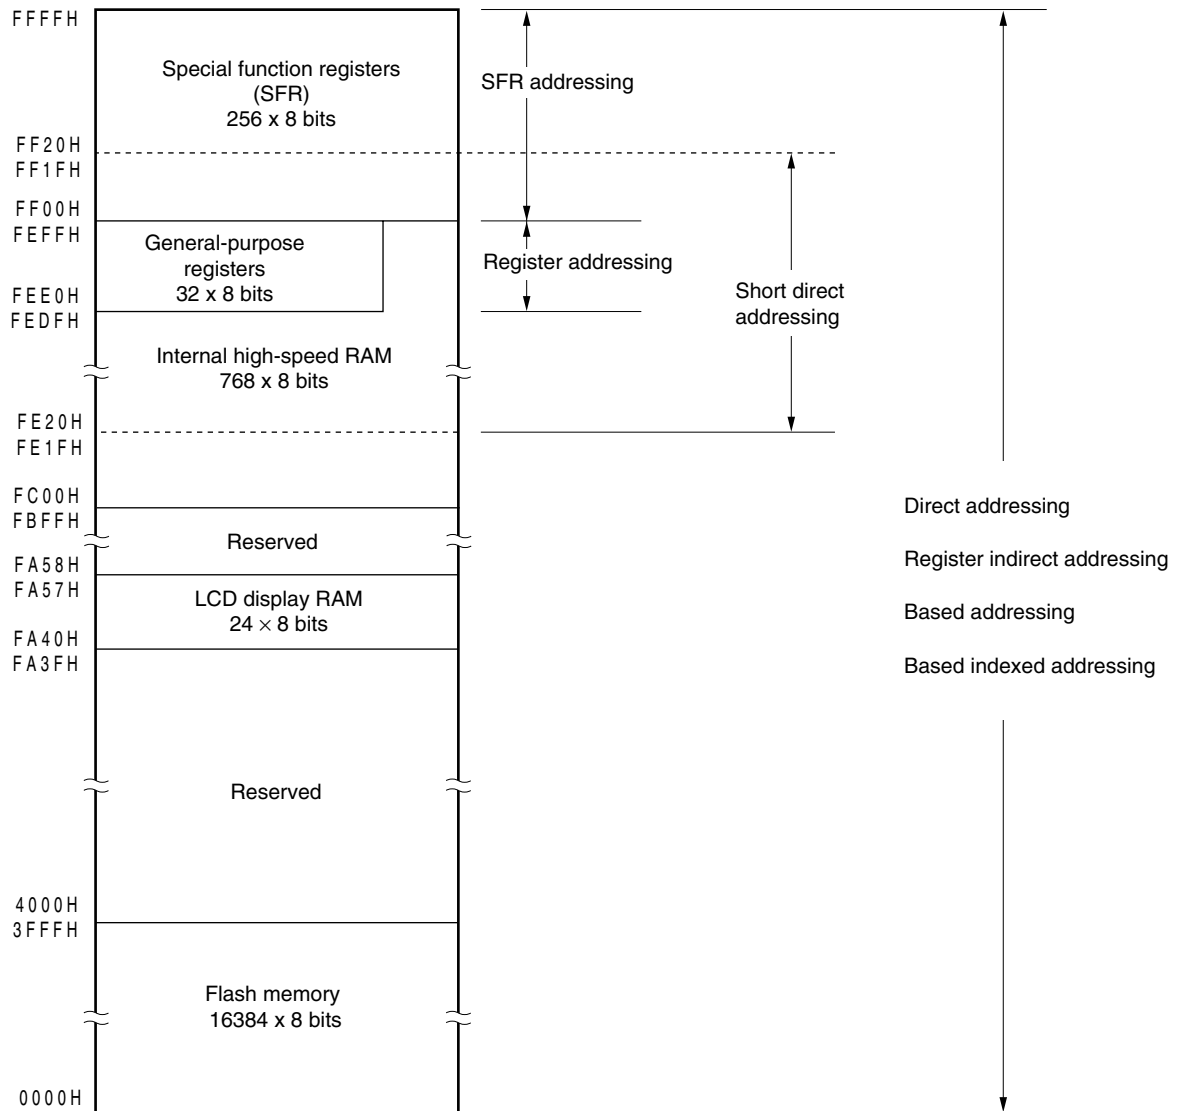 FFFFH
Special function registers
(SFR)
256 x 8 bits
SFR addressing
FF20H
FF1FH
FF00H
FEFFH
General-purpose
registers
32 x 8 bits
Register addressing
Short direct
addressing
FEE0H
FEDFH
Internal high-speed RAM
768 x 8 bits
FE20H
FE1FH
FC00H
FBFFH
Reserved
Direct addressing
Register indirect addressing
Based addressing
Based indexed addressing
FA58H
FA57H
LCD display RAM
24 × 8 bits
FA40H
FA3FH
Reserved
4000H
3FFFH
Flash memory
16384 x 8 bits
0000H